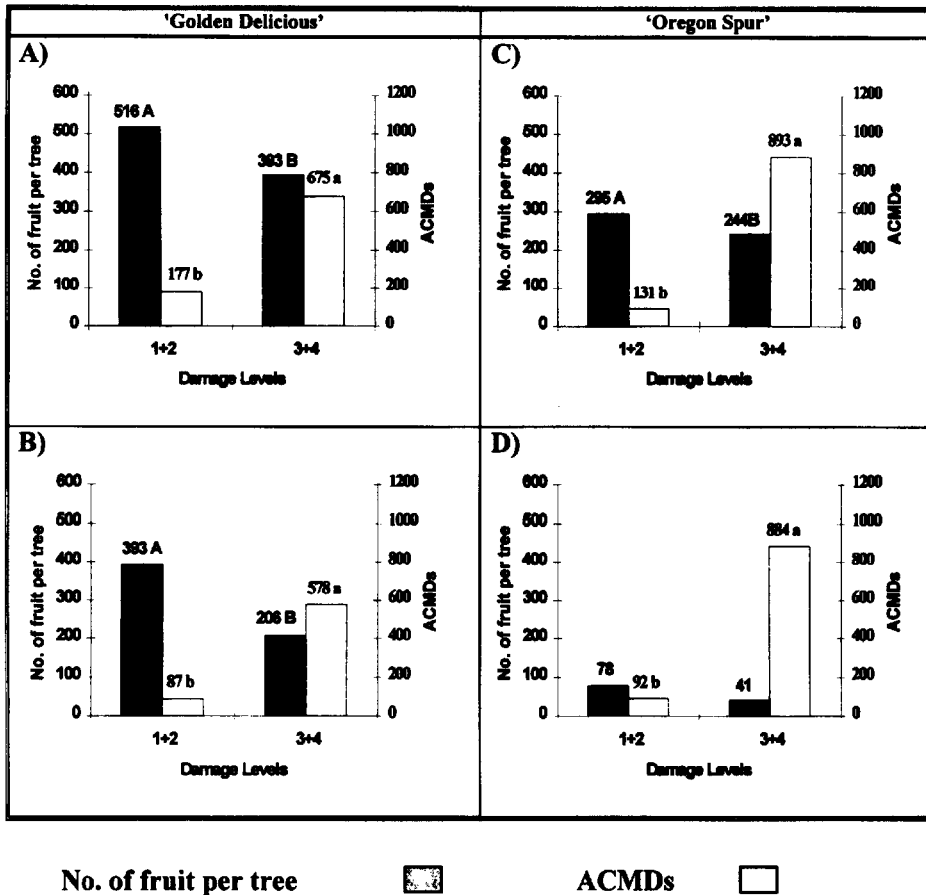 'Golden Delicious'
'Oregon Spur'
A)
600
500
400
300
200
100
0
No. of fruit per tree
516 A
177 b
393 B
675 a
1200
1000
800
600
400
200
0
ACMDs
1+2
3+4
Damage Levels
C)
600
500
400
300
200
100
0
No. of fruit per tree
295 A
131 b
244B
893 a
1200
1000
800
600
400
200
0
ACMDs
1+2
3+4
Damage Levels
B)
600
500
400
300
200
100
0
No. of fruit per tree
393 A
87 b
206 B
578 a
1200
1000
800
600
400
200
0
ACMDs
1+2
3+4
Damage Levels
D)
600
500
400
300
200
100
0
No. of fruit per tree
78
92 b
41
884 a
1200
1000
800
600
400
200
0
ACMDs
1+2
3+4
Damage Levels
No. of fruit per tree
ACMDs